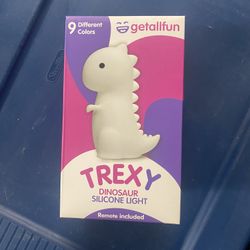 9 Different
Colors
getallfun
TREXY
DINOSAUR
SILICONE LIGHT
Remote included